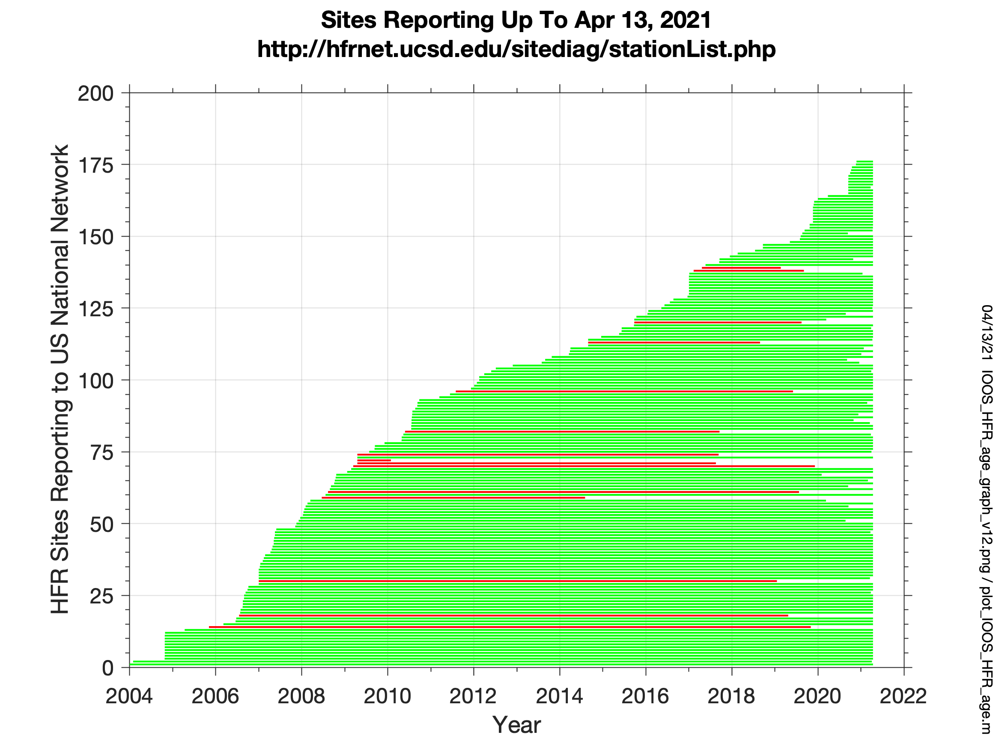 Sites Reporting Up To Apr 13, 2021
http://hfrnet.ucsd.edu/sitediag/stationList.php
HFR Sites Reporting to US National Network
200
175
150
125
100
75
50
25
0
2004 2006 2008 2010 2012 2014 2016 2018 2020 2022
Year
04/13/21 IOOS_HFR_age_graph_v12.png / plot_IOOS_HFR_age.m